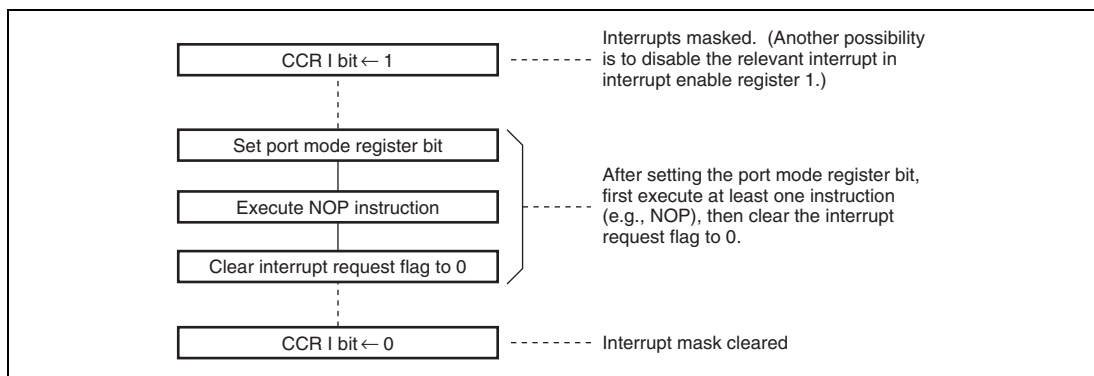 CCR I bit ← 1
Interrupts masked. (Another possibility
is to disable the relevant interrupt in
interrupt enable register 1.)
Set port mode register bit
Execute NOP instruction
Clear interrupt request flag to 0
After setting the port mode register bit,
first execute at least one instruction
(e.g., NOP), then clear the interrupt
request flag to 0.
CCR I bit ← 0
Interrupt mask cleared